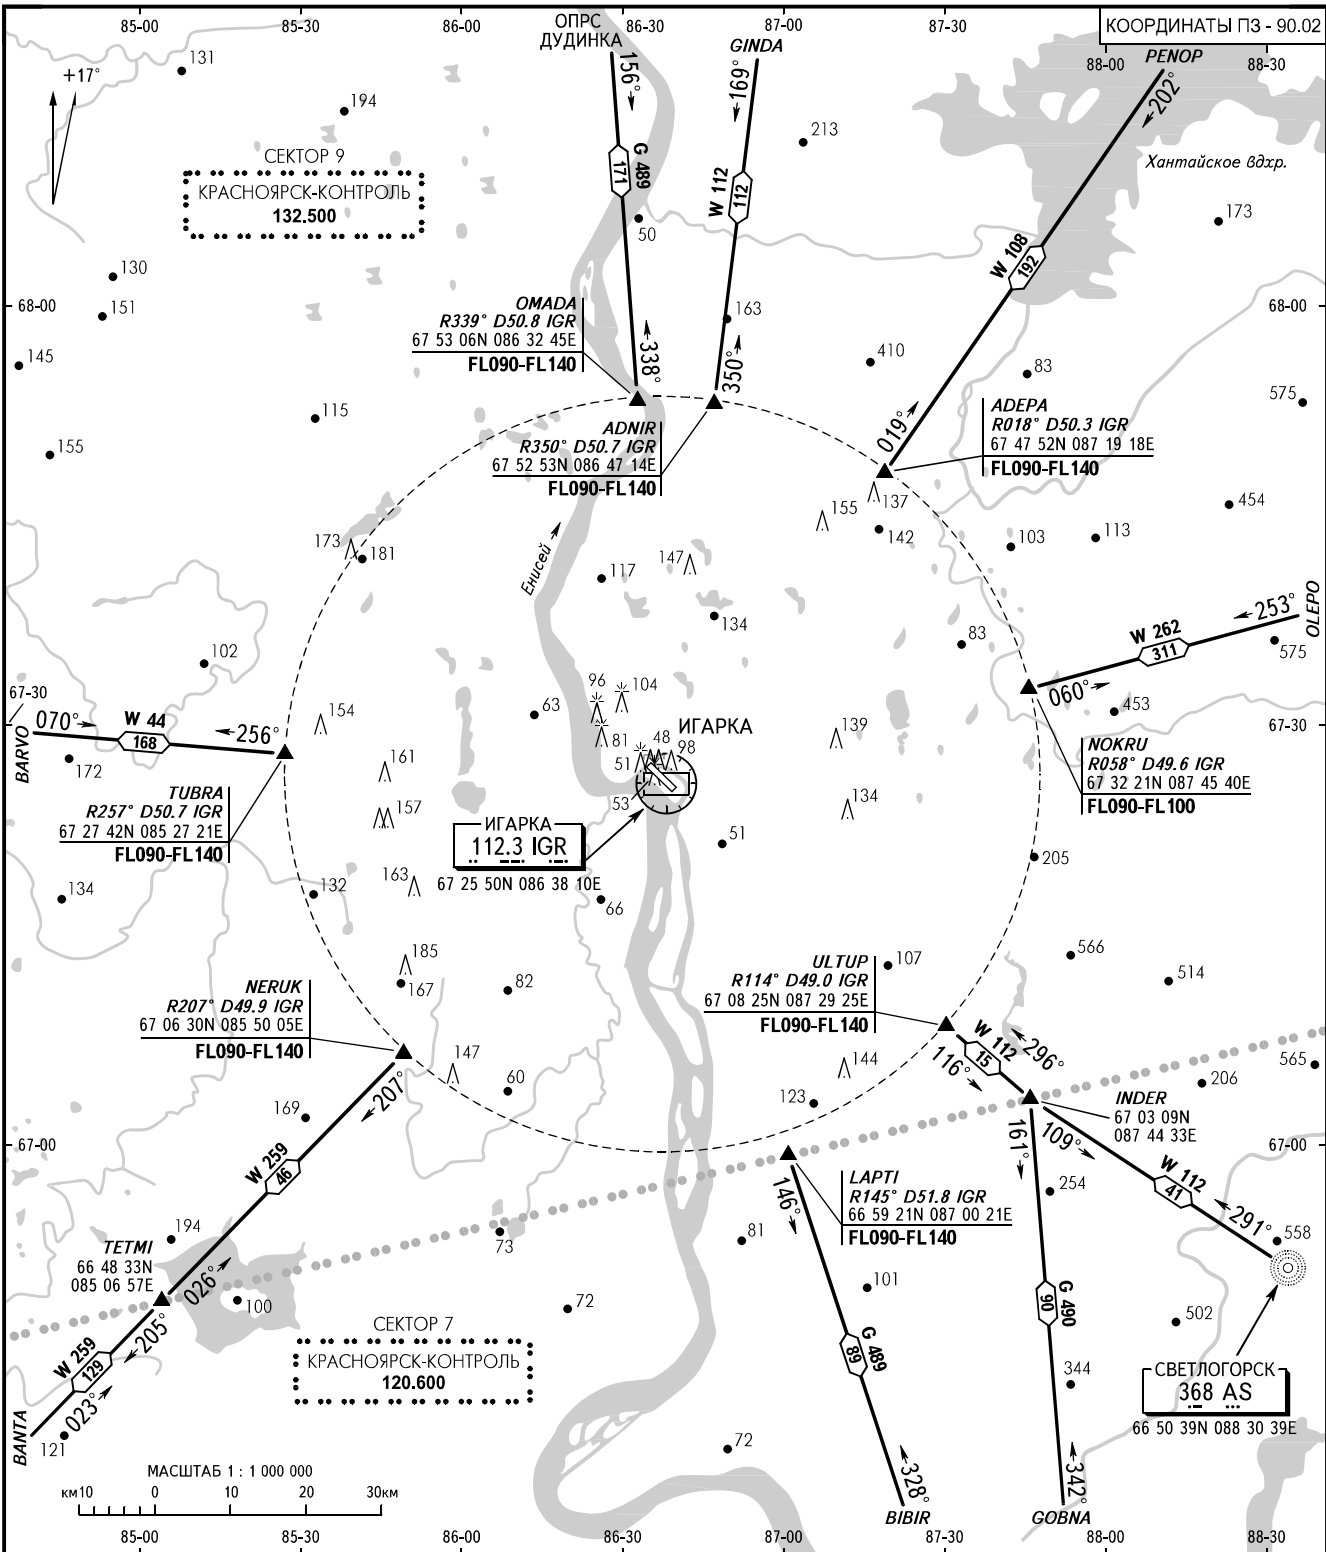 85-00
85-30
86-00
86-30
87-00
87-30
КООРДИНАТЫ ПЗ - 90.02
88-00
88-30
+17°
131
194
ОПРС
ДУДИНКА
156°
GINDA
169°
PENOP
202°
213
Хантайское вдхр.
СЕКТОР 9
КРАСНОЯРСК-КОНТРОЛЬ
132.500
G 489
171
W 112
112
50
173
W 108
192
130
151
145
68-00
OMADA
R339° D50.8 IGR
67 53 06N 086 32 45E
FL090-FL140
338°
350°
163
410
83
575
68-00
115
155
ADNIR
R350° D50.7 IGR
67 52 53N 086 47 14E
FL090-FL140
019°
ADEPA
R018° D50.3 IGR
67 47 52N 087 19 18E
FL090-FL140
137
155
142
454
103
113
173
181
Енисей
117
147
134
83
102
253°
OLEPO
W 262
311
575
060°
453
67-30
070°
W 44
168
256°
BARVO
172
154
63
96
104
81
51
48
98
53
ИГАРКА
139
67-30
NOKRU
R058° D49.6 IGR
67 32 21N 087 45 40E
FL090-FL100
TUBRA
R257° D50.7 IGR
67 27 42N 085 27 21E
FL090-FL140
161
157
134
ИГАРКА
112.3 IGR
67 25 50N 086 38 10E
51
205
134
132
163
66
185
167
82
107
566
514
ULTUP
R114° D49.0 IGR
67 08 25N 087 29 25E
FL090-FL140
NERUK
R207° D49.9 IGR
67 06 30N 085 50 05E
FL090-FL140
W 112
15
296°
116°
147
60
144
123
565
206
INDER
67 03 09N
087 44 33E
207°
169
67-00
67-00
W 259
46
161°
109°
W 112
41
291°
146°
LAPTI
R145° D51.8 IGR
66 59 21N 087 00 21E
FL090-FL140
254
558
194
TETMI
66 48 33N
085 06 57E
73
81
026°
100
101
72
502
205°
W 259
129
023°
BANTA
121
СЕКТОР 7
КРАСНОЯРСК-КОНТРОЛЬ
120.600
G 489
89
G 490
90
344
СВЕТЛОГОРСК
368 AS
66 50 39N 088 30 39E
72
328°
BIBIR
342°
GOBNA
МАСШТАБ 1 : 1 000 000
км10 0 10 20 30км
85-00
85-30
86-00
86-30
87-00
87-30
88-00
88-30